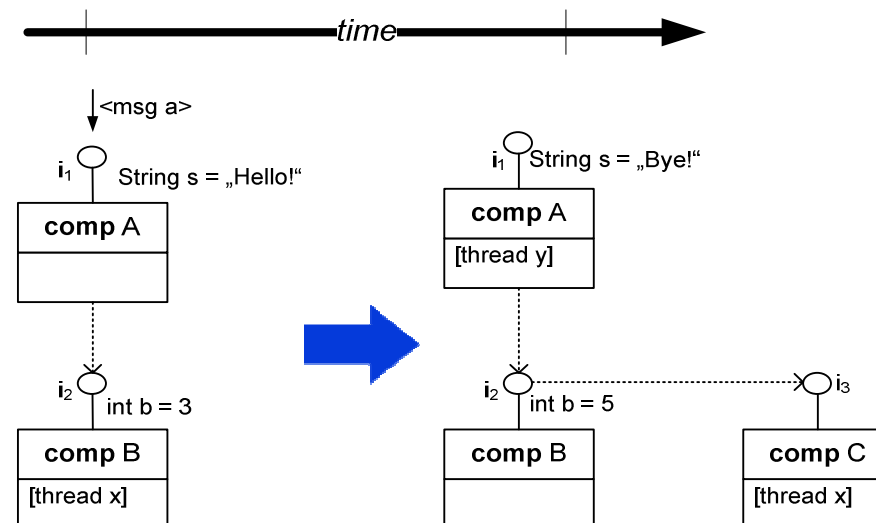 time
<msg a>
i₁
String s = „Hello!“
comp A
i₂
int b = 3
comp B
[thread x]
i₁
String s = „Bye!“
comp A
[thread y]
i₂
int b = 5
comp B
i₃
comp C
[thread x]